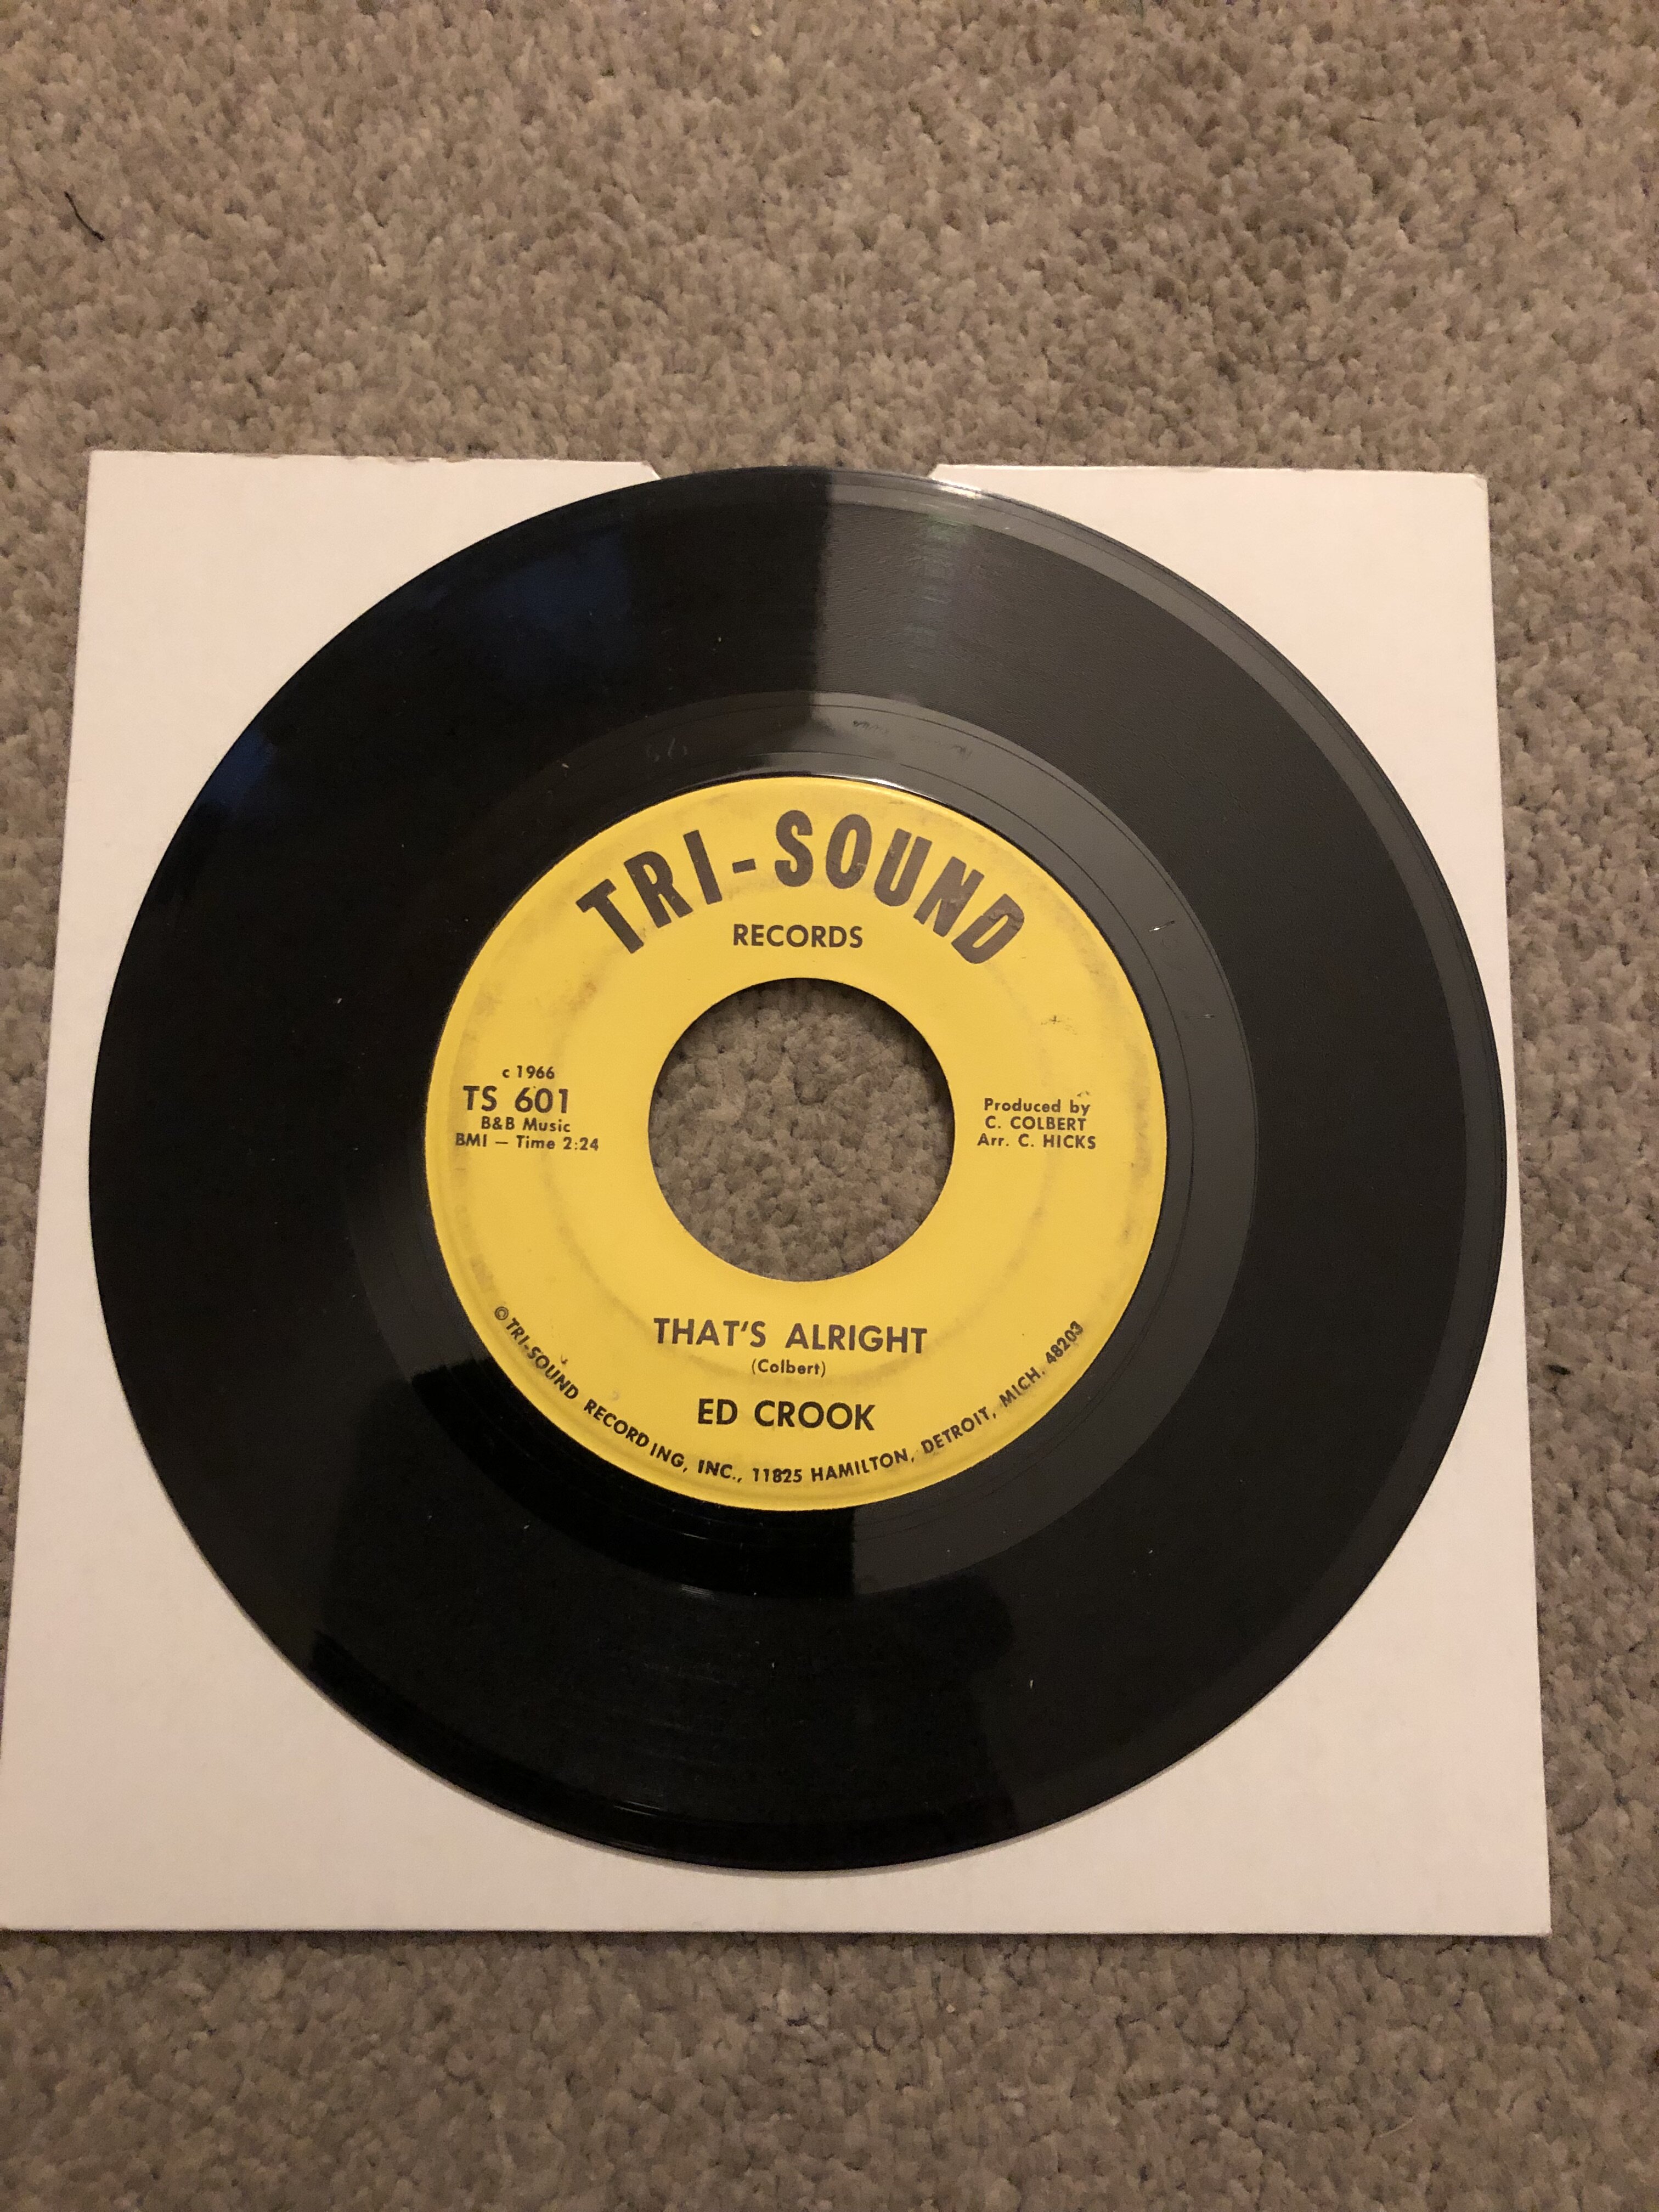 TRI-SOUND
RECORDS
c 1966
TS 601
B&B Music
BMI — Time 2:24
Produced by
C. COLBERT
Arr. C. HICKS
THAT'S ALRIGHT
(Colbert)
ED CROOK
©TRI-SOUND RECORDING, INC., 11825 HAMILTON, DETROIT, MICH. 48203